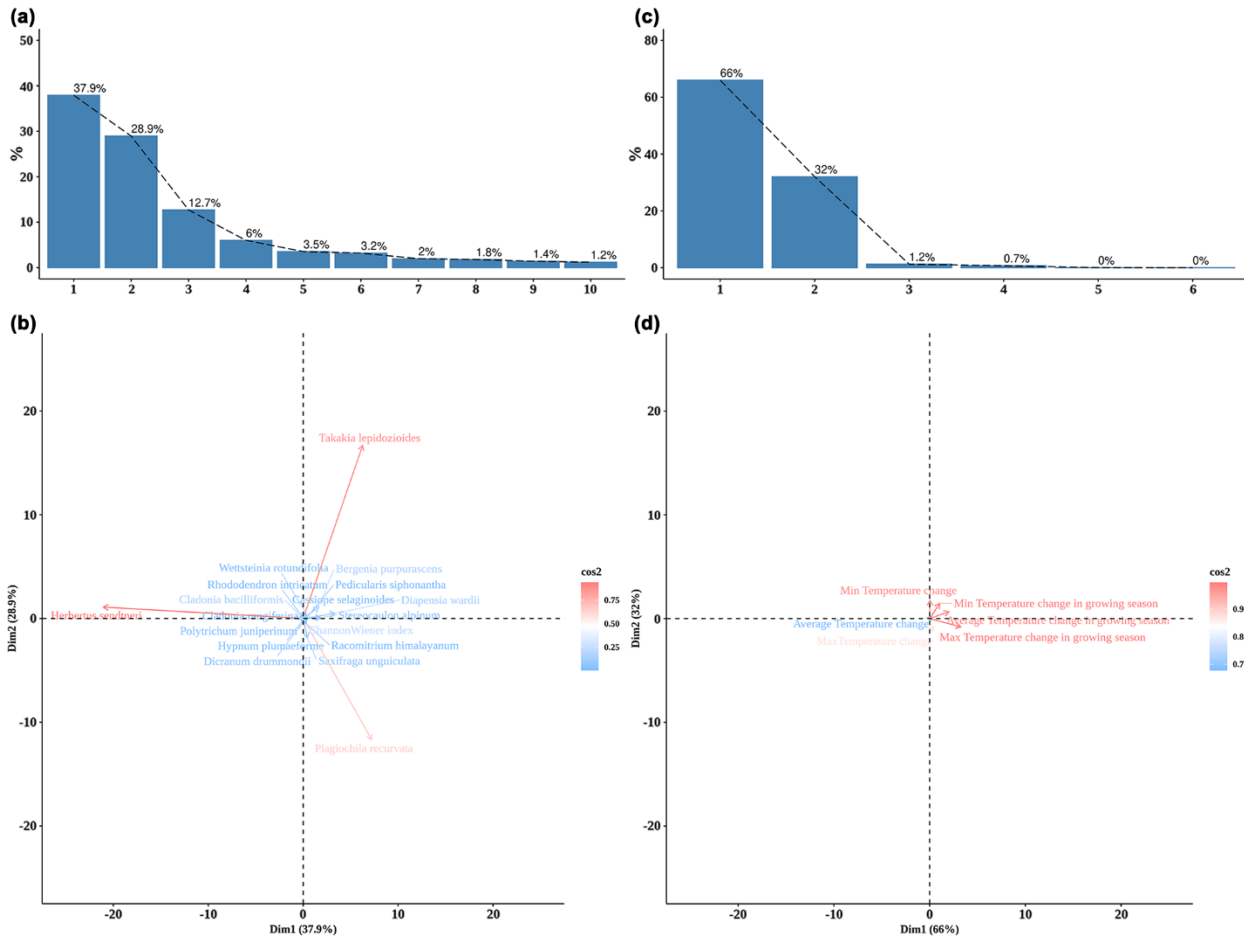 (a)
50
40
30
20
10
0
%
37.9%
28.9%
12.7%
6%
3.5%
3.2%
2%
1.8%
1.4%
1.2%
1 2 3 4 5 6 7 8 9 10
(c)
80
60
40
20
0
%
66%
32%
1.2%
0.7%
0%
0%
1 2 3 4 5 6
(b)
20
10
0
-10
-20
Dim2 (28.9%)
Takakia lepidozioides
Wettsteinia rotundifolia
Bergenia purpurascens
Rhododendron intricatum
Pedicularis siphonantha
Cladonia bacilliformis
Cassiope selaginoides
Diapensia wardii
Herbertus sendtneri
Stereocaulon alpinum
Polytrichum juniperinum
ShannonWiener index
Hypnum plumaeforme
Racomitrium himalayanum
Dicranum drummondii
Saxifraga unguiculata
Plagiochila recurvata
-20 -10 0 10 20
Dim1 (37.9%)
cos2
0.75
0.50
0.25
(d)
20
10
0
-10
-20
Dim2 (32%)
Min Temperature change
Min Temperature change in growing season
Average Temperature change
Average Temperature change in growing season
MaxTemperature change
Max Temperature change in growing season
-20 -10 0 10 20
Dim1 (66%)
cos2
0.9
0.8
0.7